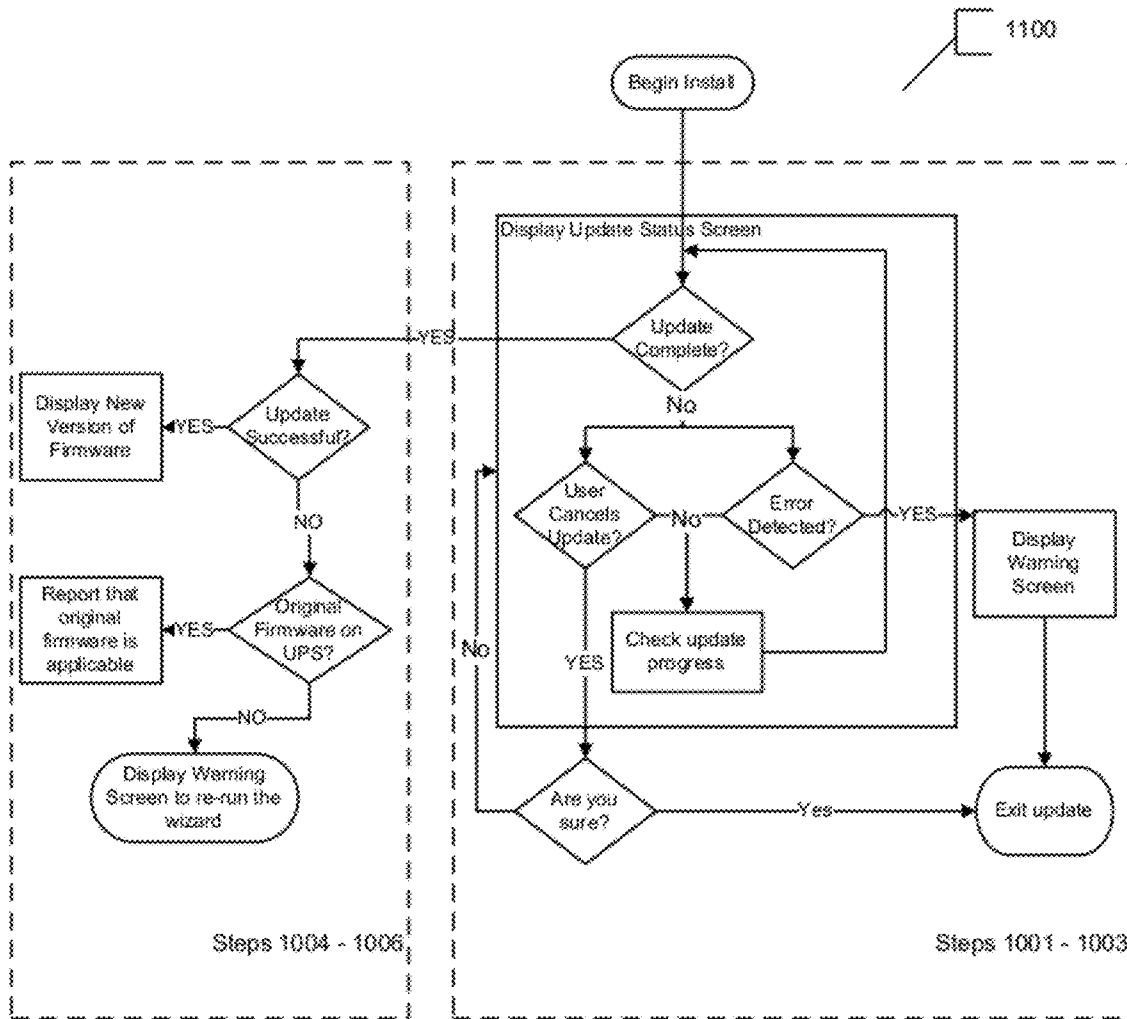 1100
Begin Install
Display Update Status Screen
Update
Complete?
YES
Update
Successful?
YES
Display New
Version of
Firmware
No
User
Cancels
Update?
No
Error
Detected?
YES
Display
Warning
Screen
NO
Report that
original
firmware is
applicable
YES
Original
Firmware on
UPS?
Check update
progress
No
YES
NO
Display Warning
Screen to re-run the
wizard
Are you
sure?
Yes
Exit update
Steps 1004 - 1006
Steps 1001 - 1003